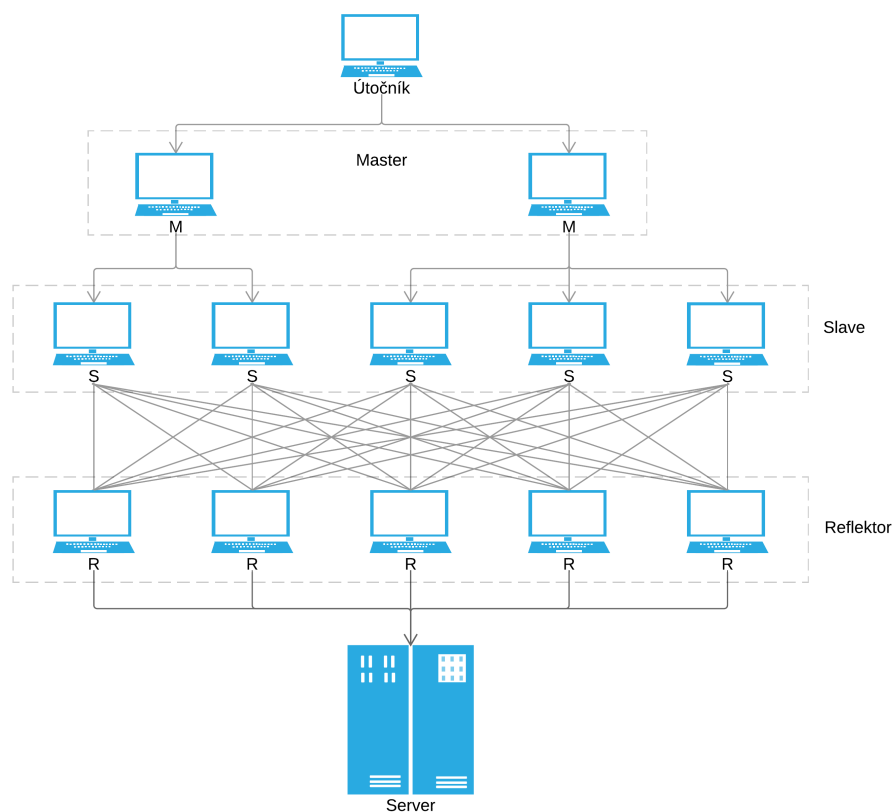 Útočník
Master
M M
S S S S S
Slave
R R R R R
Reflektor
Server